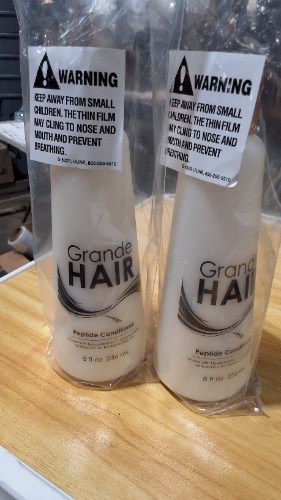 WARNING
KEEP AWAY FROM SMALL
CHILDREN. THE THIN FILM
MAY CLING TO NOSE AND
MOUTH AND PREVENT
BREATHING.
Grande
HAIR
Peptide Conditioner
8 fl oz 236 mL
WARNING
KEEP AWAY FROM SMALL
CHILDREN. THE THIN FILM
MAY CLING TO NOSE AND
MOUTH AND PREVENT
BREATHING.
Grande
HAI
Peptide Conditi
8 fl oz 236 mL